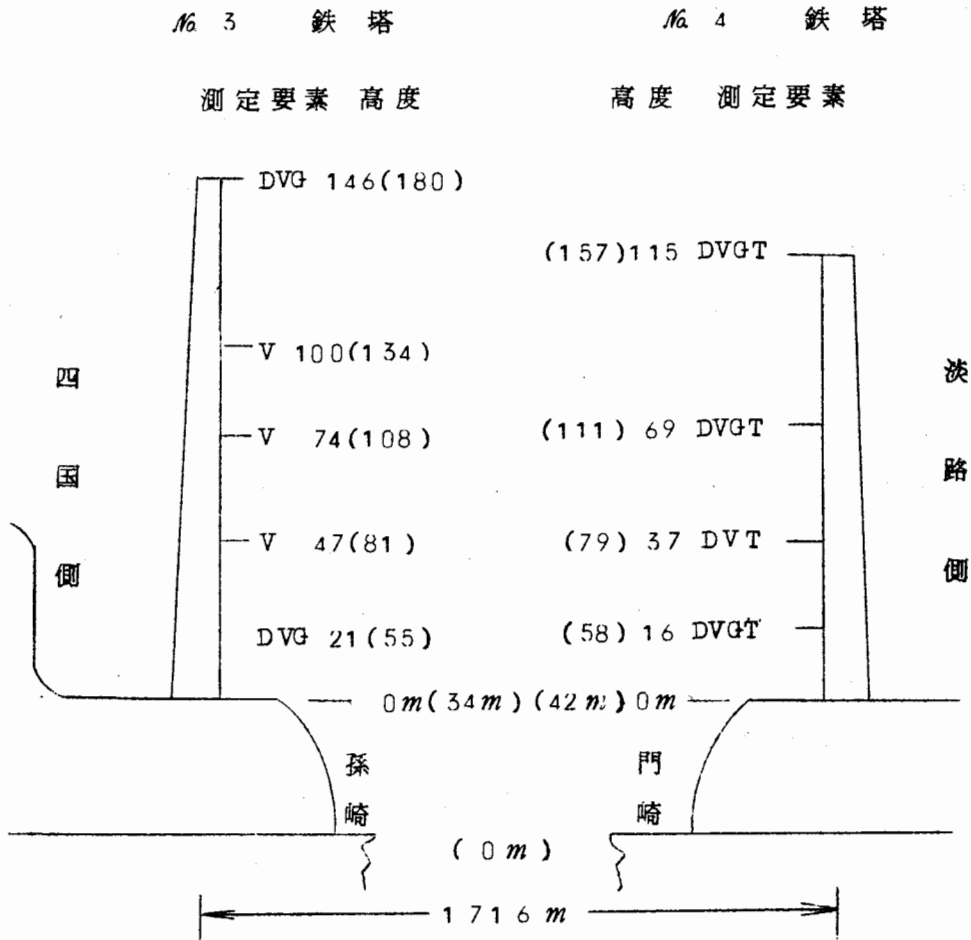 № 3 鉄塔
№ 4 鉄塔
測定要素 高度
高度 測定要素
DVG 146(180)
(157)115 DVGT
V 100(134)
四国側
淡路側
V 74(108)
(111) 69 DVGT
V 47(81)
(79) 37 DVT
DVG 21(55)
(58) 16 DVGT
0m(34m)(42m)0m
孫崎
門崎
(0m)
1716m